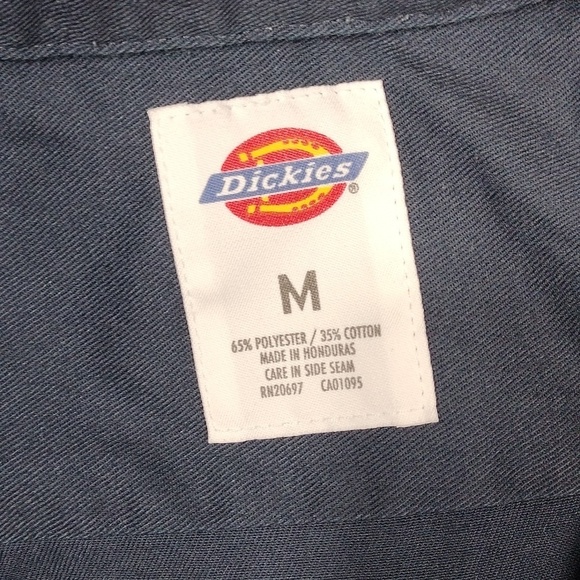 Dickies®
M
65% POLYESTER / 35% COTTON
MADE IN HONDURAS
CARE IN SIDE SEAM
RN20697 CA01095